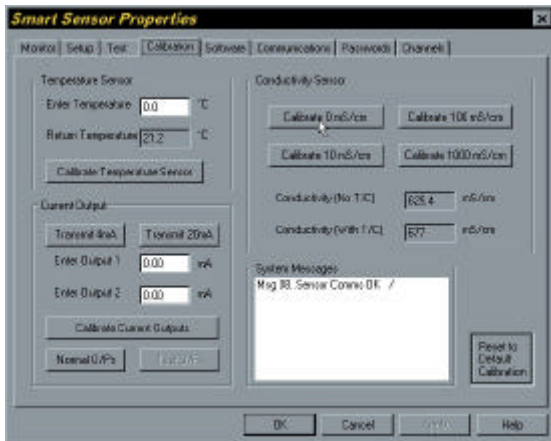 Smart Sensor Properties
Monitor Setup Test Calibration Software Communications Passwords Channels
Temperature Sensor
Enter Temperature 0.0 °C
Return Temperature 21.2 °C
Calibrate Temperature Sensor
Current Output
Transmit 4mA Transmit 20mA
Enter Output 1 0.00 mA
Enter Output 2 0.00 mA
Calibrate Current Outputs
Normal O/Ps
Conductivity Sensor
Calibrate 0 mS/cm Calibrate 100 mS/cm
Calibrate 10 mS/cm Calibrate 1000 mS/cm
Conductivity (No T/C) 625.4 mS/cm
Conductivity (With T/C) 677 mS/cm
System Messages
Msg 08. Sensor Comms OK /
Reset to
Default
Calibration
OK Cancel Apply Help